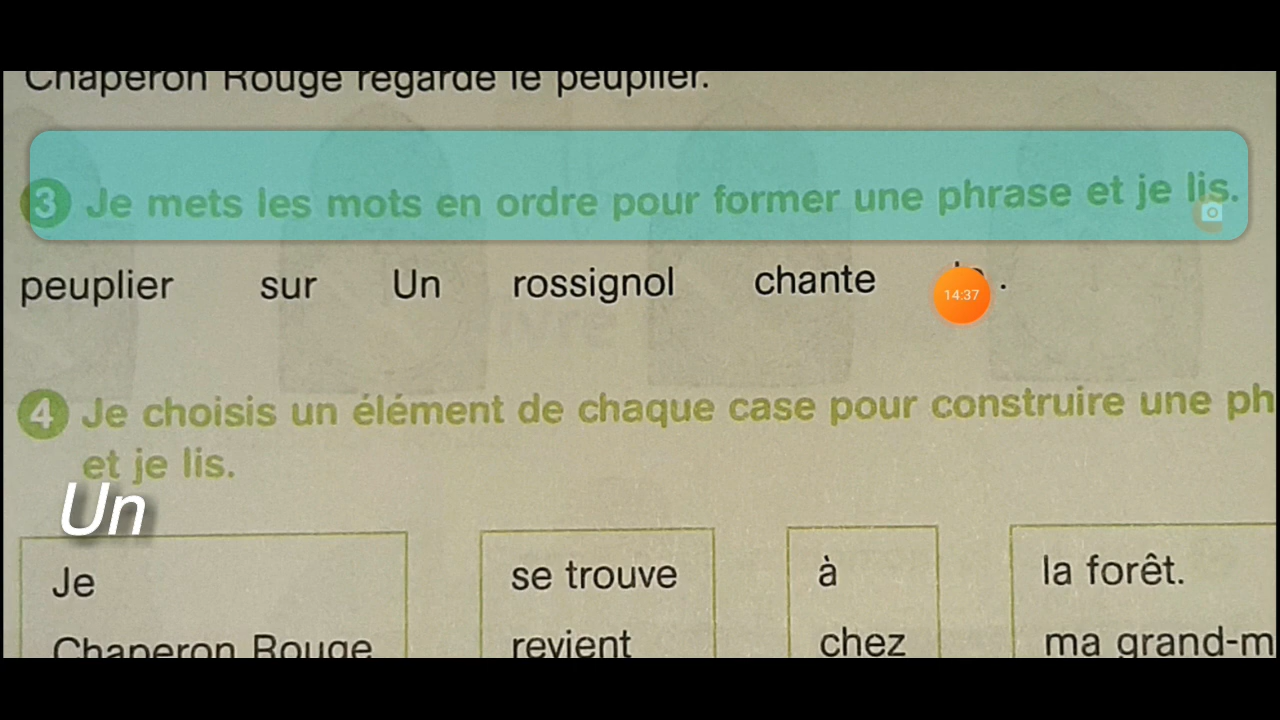 Chaperon Rouge regarde le peuplier.
3 Je mets les mots en ordre pour former une phrase et je lis.
peuplier sur Un rossignol chante .
14:37
4 Je choisis un élément de chaque case pour construire une ph
et je lis.
Un
Je se trouve à la forêt.
Chaperon Rouge revient chez ma grand-m